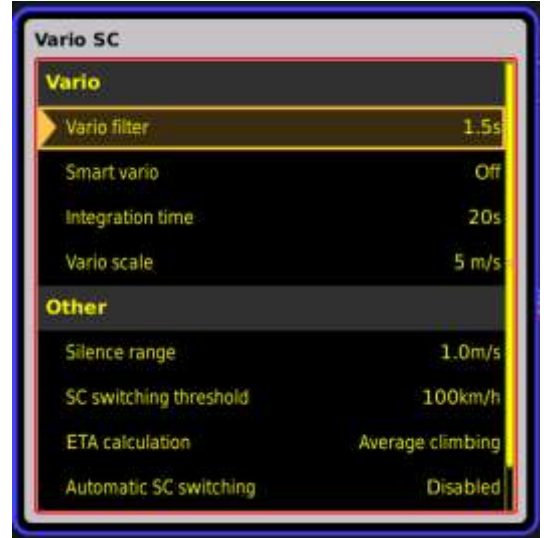 Vario SC
Vario
Vario filter 1.5s
Smart vario Off
Integration time 20s
Vario scale 5 m/s
Other
Silence range 1.0m/s
SC switching threshold 100km/h
ETA calculation Average climbing
Automatic SC switching Disabled